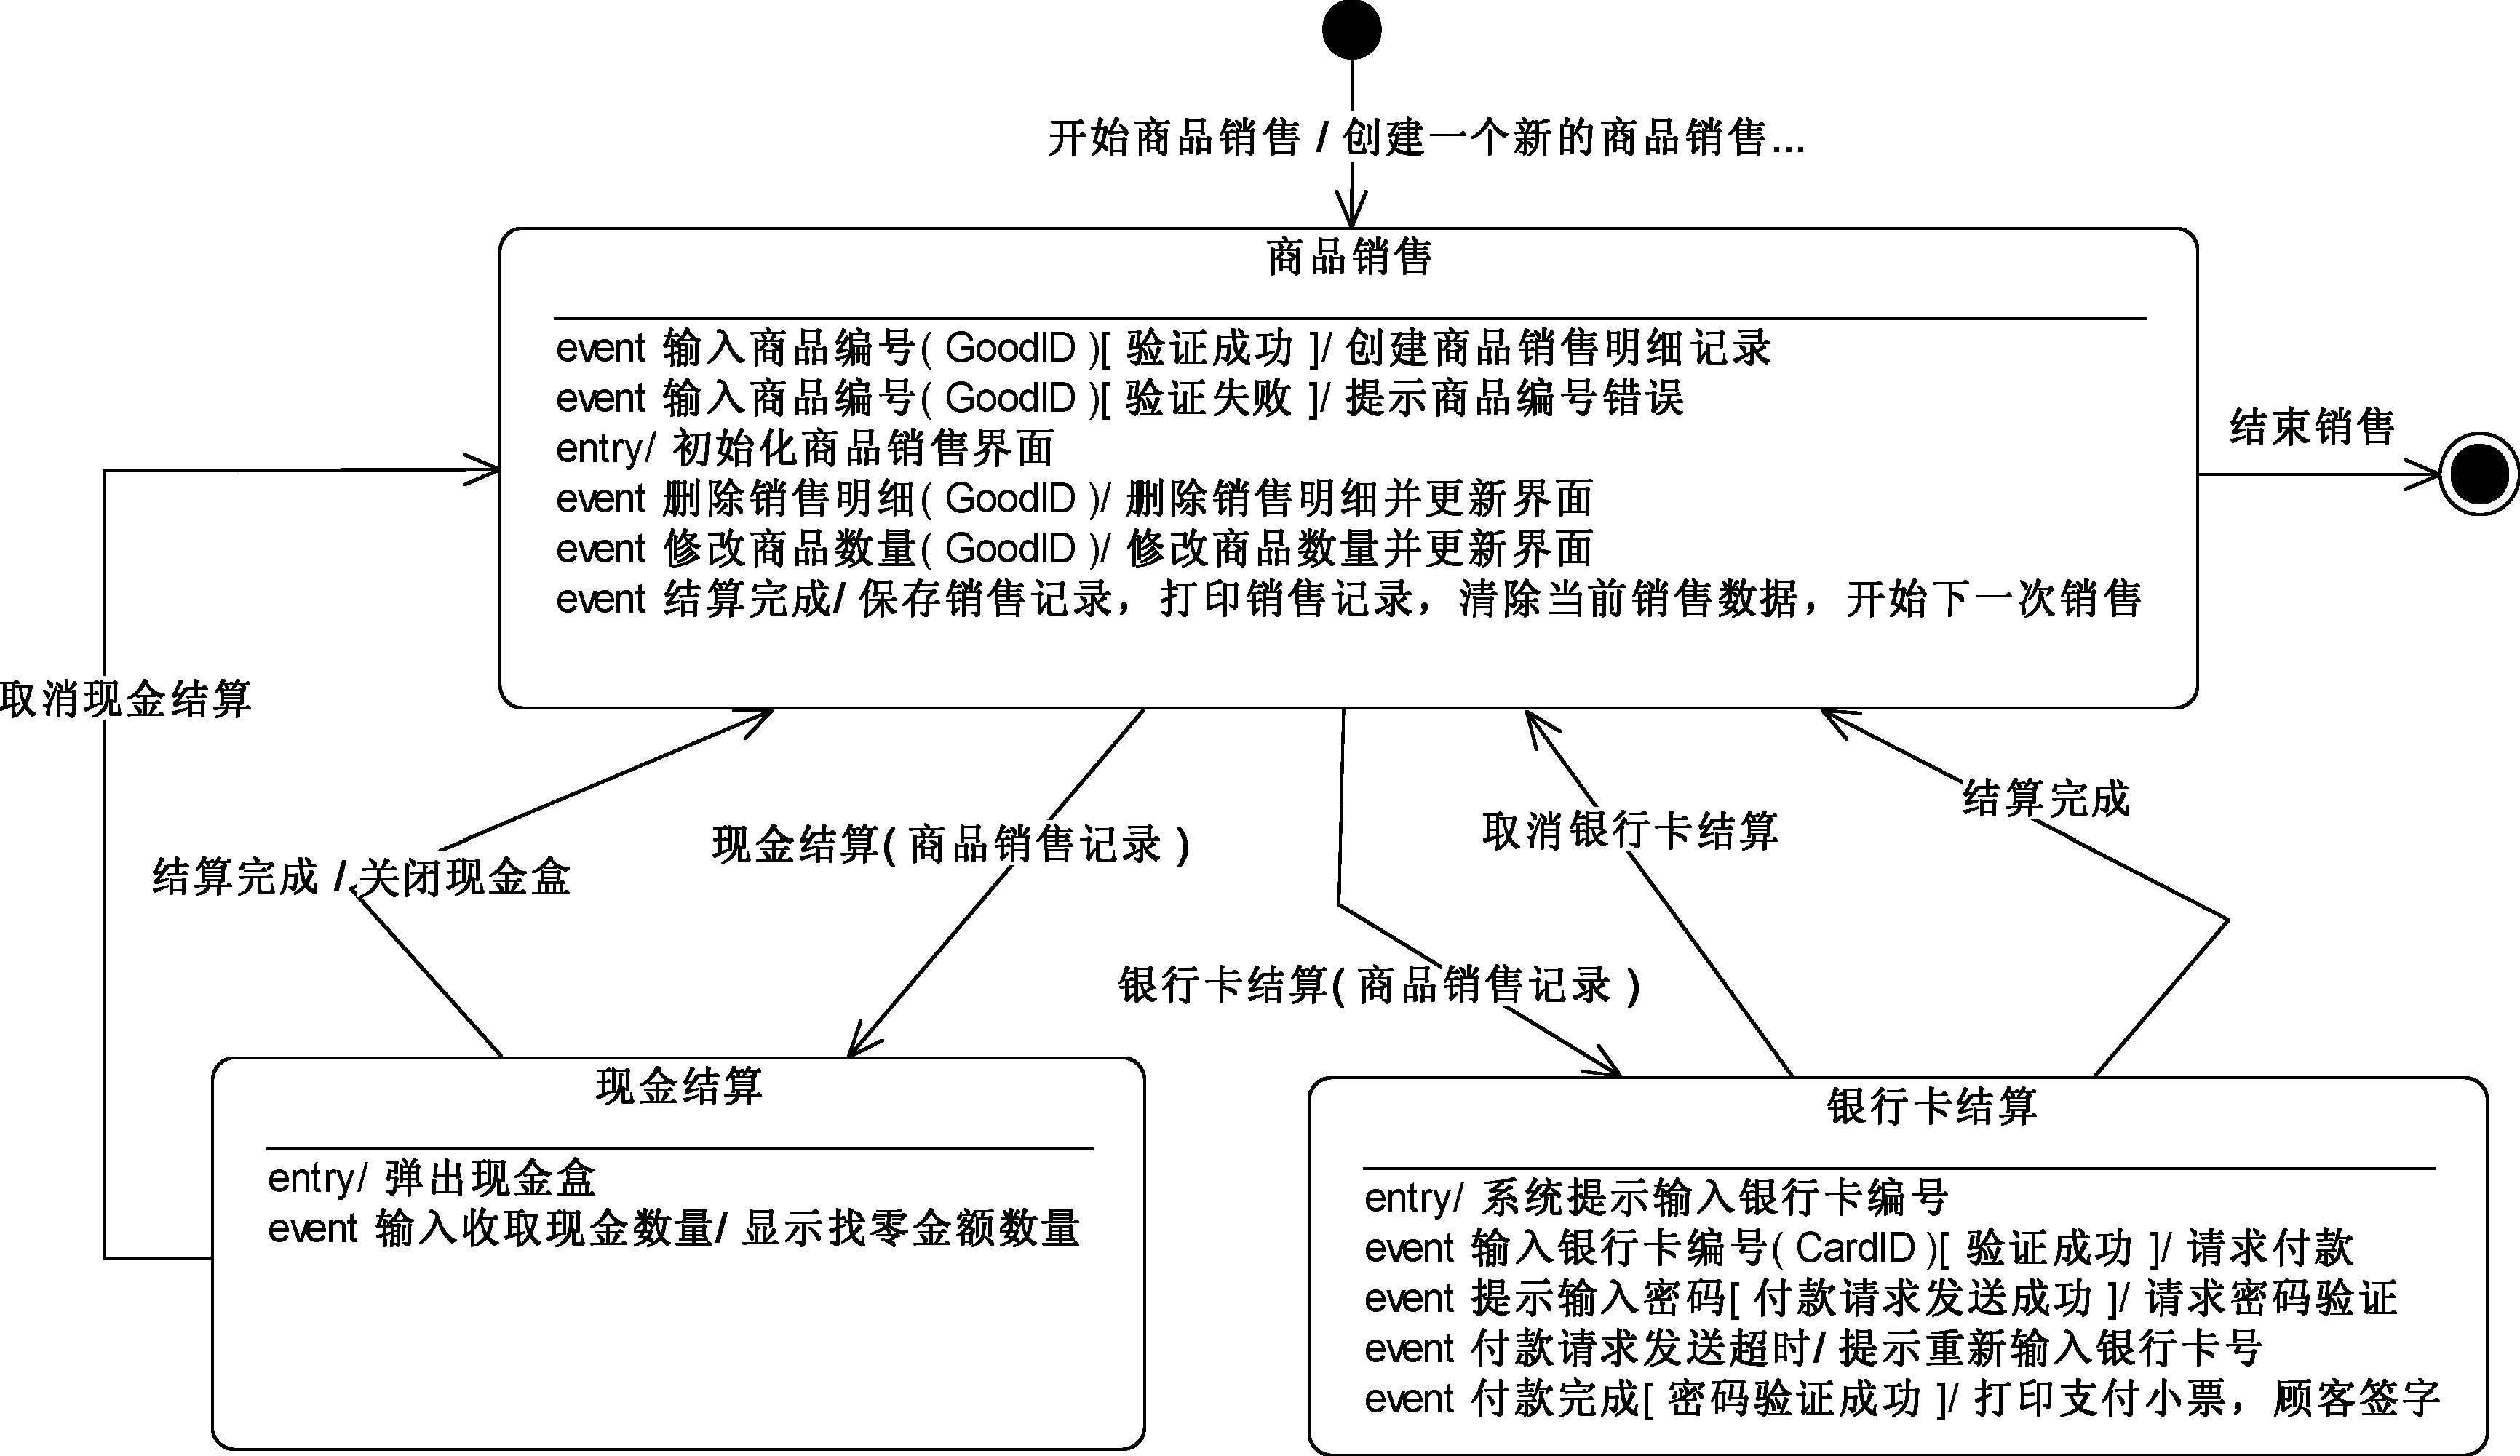 开始商品销售 / 创建一个新的商品销售...
商品销售
event 输入商品编号( GoodID )[ 验证成功 ]/ 创建商品销售明细记录
event 输入商品编号( GoodID )[ 验证失败 ]/ 提示商品编号错误
entry/ 初始化商品销售界面
event 删除销售明细( GoodID )/ 删除销售明细并更新界面
event 修改商品数量( GoodID )/ 修改商品数量并更新界面
event 结算完成/ 保存销售记录，打印销售记录，清除当前销售数据，开始下一次销售
结束销售
取消现金结算
结算完成 / 关闭现金盒
现金结算( 商品销售记录 )
银行卡结算( 商品销售记录 )
取消银行卡结算
结算完成
现金结算
entry/ 弹出现金盒
event 输入收取现金数量/ 显示找零金额数量
银行卡结算
entry/ 系统提示输入银行卡编号
event 输入银行卡编号( CardID )[ 验证成功 ]/ 请求付款
event 提示输入密码[ 付款请求发送成功 ]/ 请求密码验证
event 付款请求发送超时/ 提示重新输入银行卡号
event 付款完成[ 密码验证成功 ]/ 打印支付小票，顾客签字